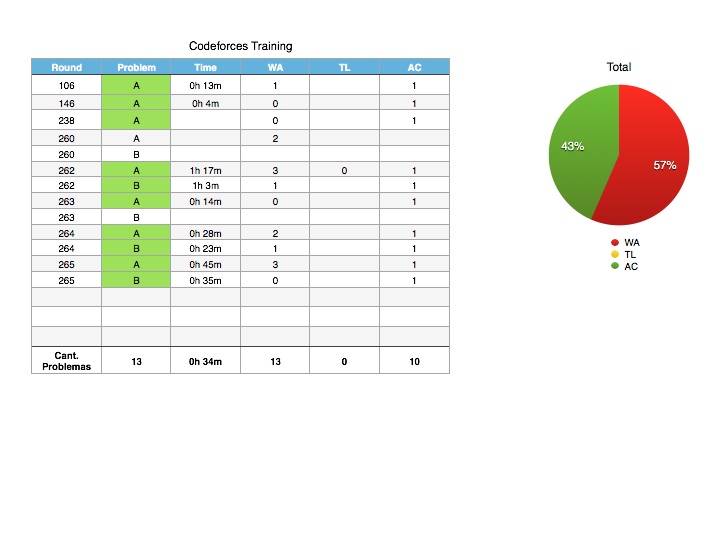 Codeforces Training
Round Problem Time WA TL AC
106 A 0h 13m 1 1
146 A 0h 4m 0 1
238 A 0 1
260 A 2
260 B
262 A 1h 17m 3 0 1
262 B 1h 3m 1 1
263 A 0h 14m 0 1
263 B
264 A 0h 28m 2 1
264 B 0h 23m 1 1
265 A 0h 45m 3 1
265 B 0h 35m 0 1
Cant. Problemas 13 0h 34m 13 0 10
Total
43%
57%
WA
TL
AC